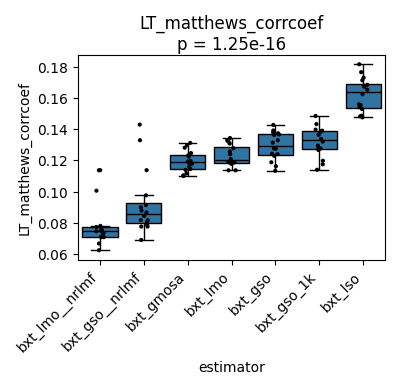 LT_matthews_corrcoef
p = 1.25e-16
LT_matthews_corrcoef
0.18
0.16
0.14
0.12
0.10
0.08
0.06
bxt_lmo__nrlmf
bxt_gso__nrlmf
bxt_gmosa
bxt_lmo
bxt_gso
bxt_gso_1k
bxt_lso
estimator